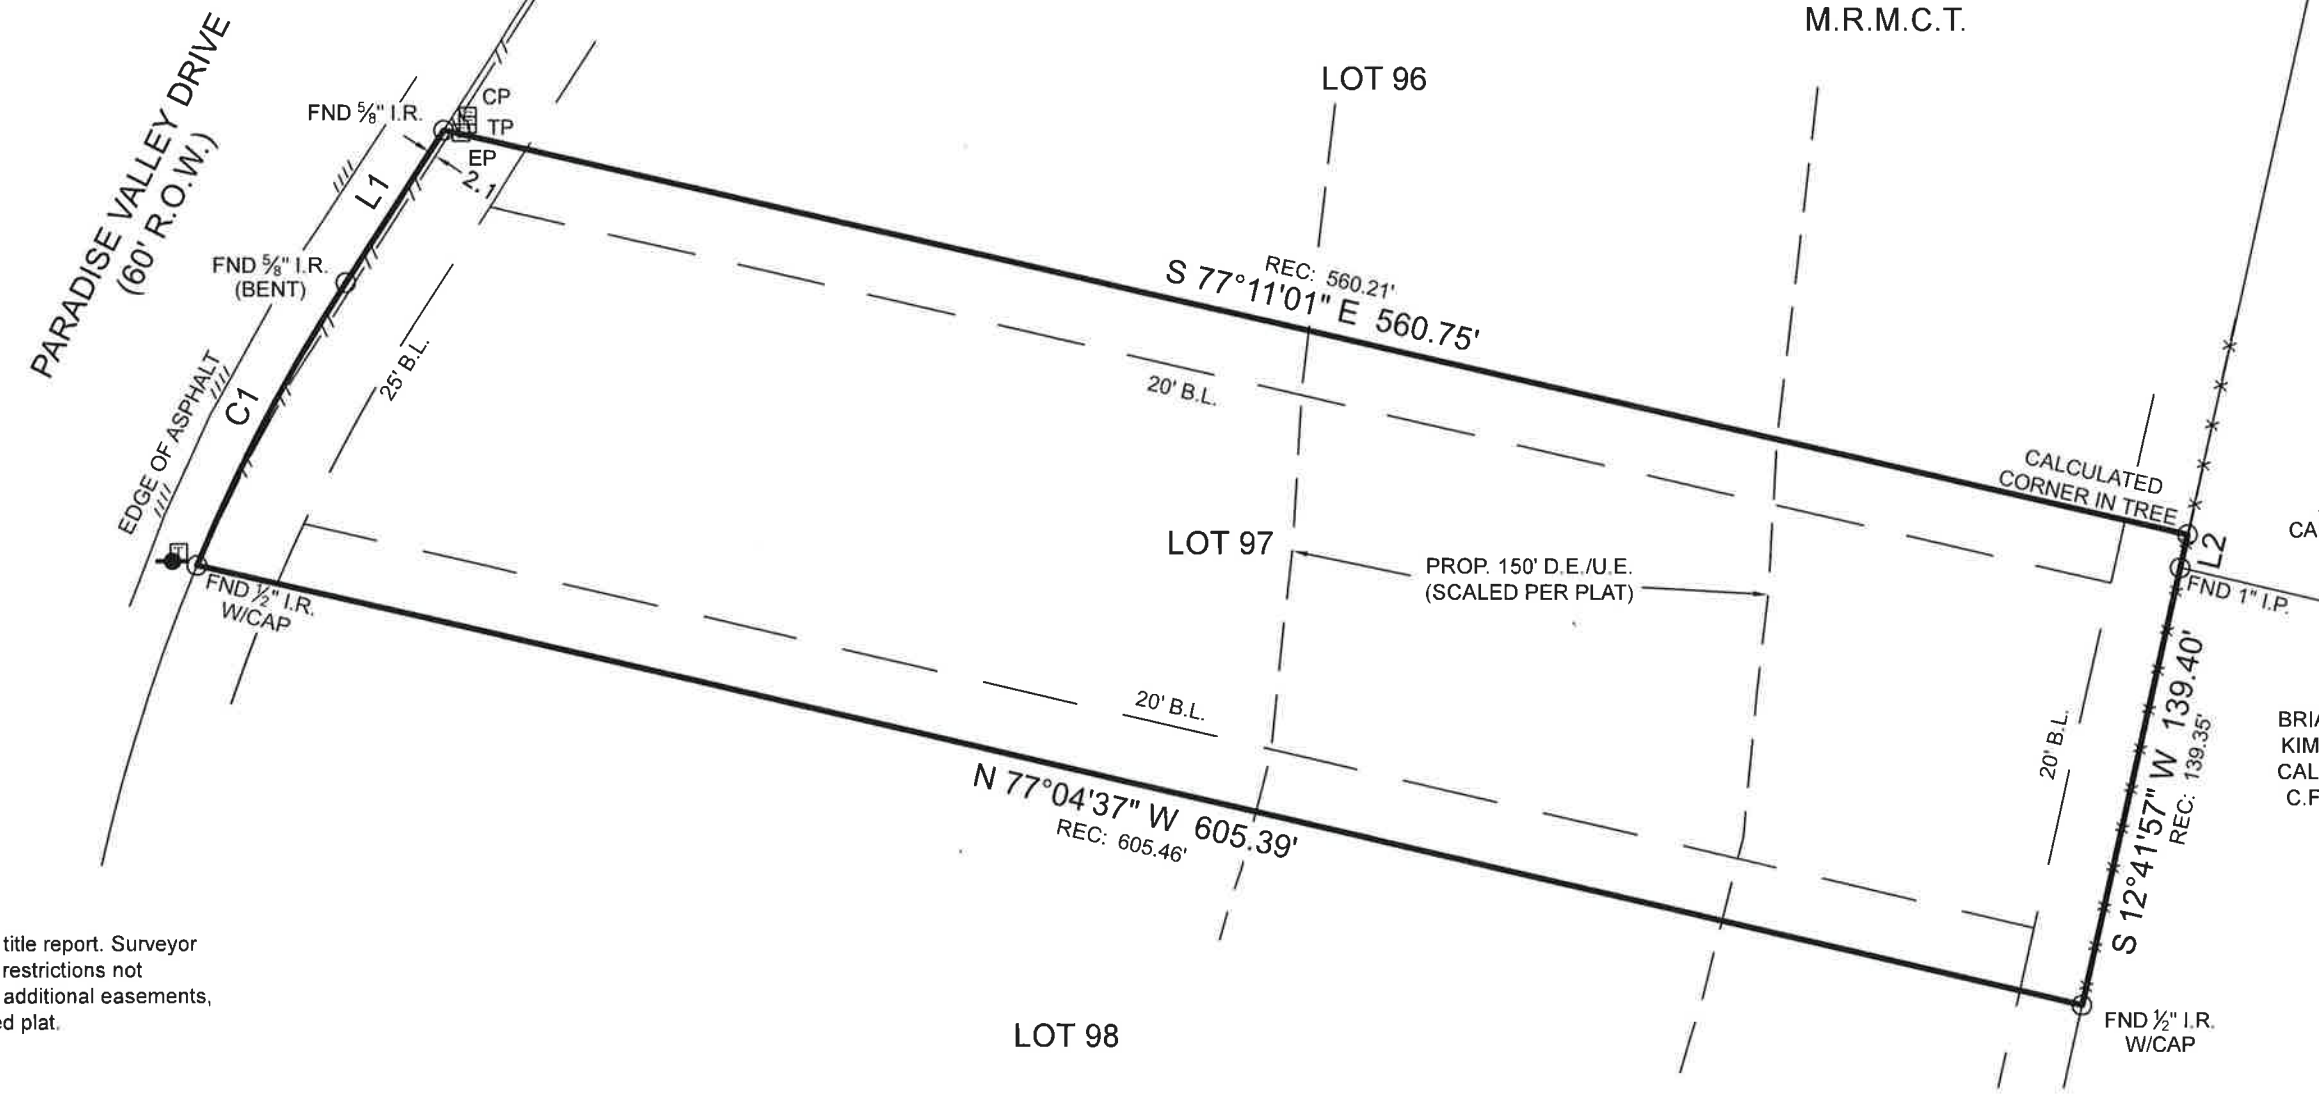 M.R.M.C.T.
LOT 96
PARADISE VALLEY DRIVE
(60' R.O.W.)
FND ⅝" I.R.
CP
TP
EP
2.1
L1
FND ⅝" I.R.
(BENT)
C1
EDGE OF ASPHALT
25' B.L.
REC: 560.21'
S 77°11'01" E 560.75'
20' B.L.
CALCULATED
CORNER IN TREE
L2
CA
FND 1" I.P.
LOT 97
PROP. 150' D.E./U.E.
(SCALED PER PLAT)
T
FND ½" I.R.
W/CAP
20' B.L.
N 77°04'37" W 605.39'
REC: 605.46'
20' B.L.
S 12°41'57" W 139.40'
REC: 139.35'
BRIA
KIM
CAL
C.F
title report. Surveyor
restrictions not
additional easements,
ed plat.
LOT 98
FND ½" I.R.
W/CAP